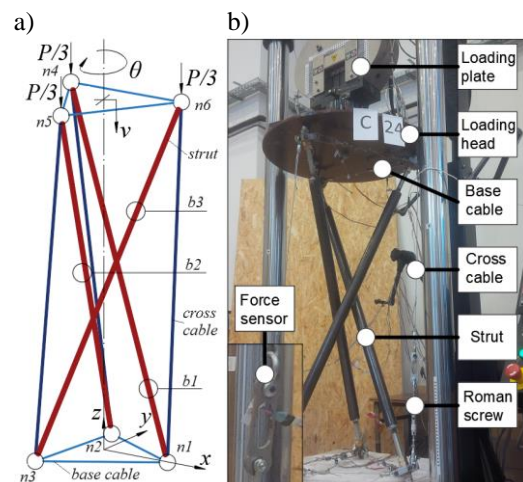 a)
P/3
n4
θ
P/3
P/3
n6
n5
v
strut
b3
b2
cross
cable
b1
z
y
n2
n1
x
n3
base cable
b)
Loading
plate
C
24
Loading
head
Base
cable
Cross
cable
Force
sensor
Strut
Roman
screw